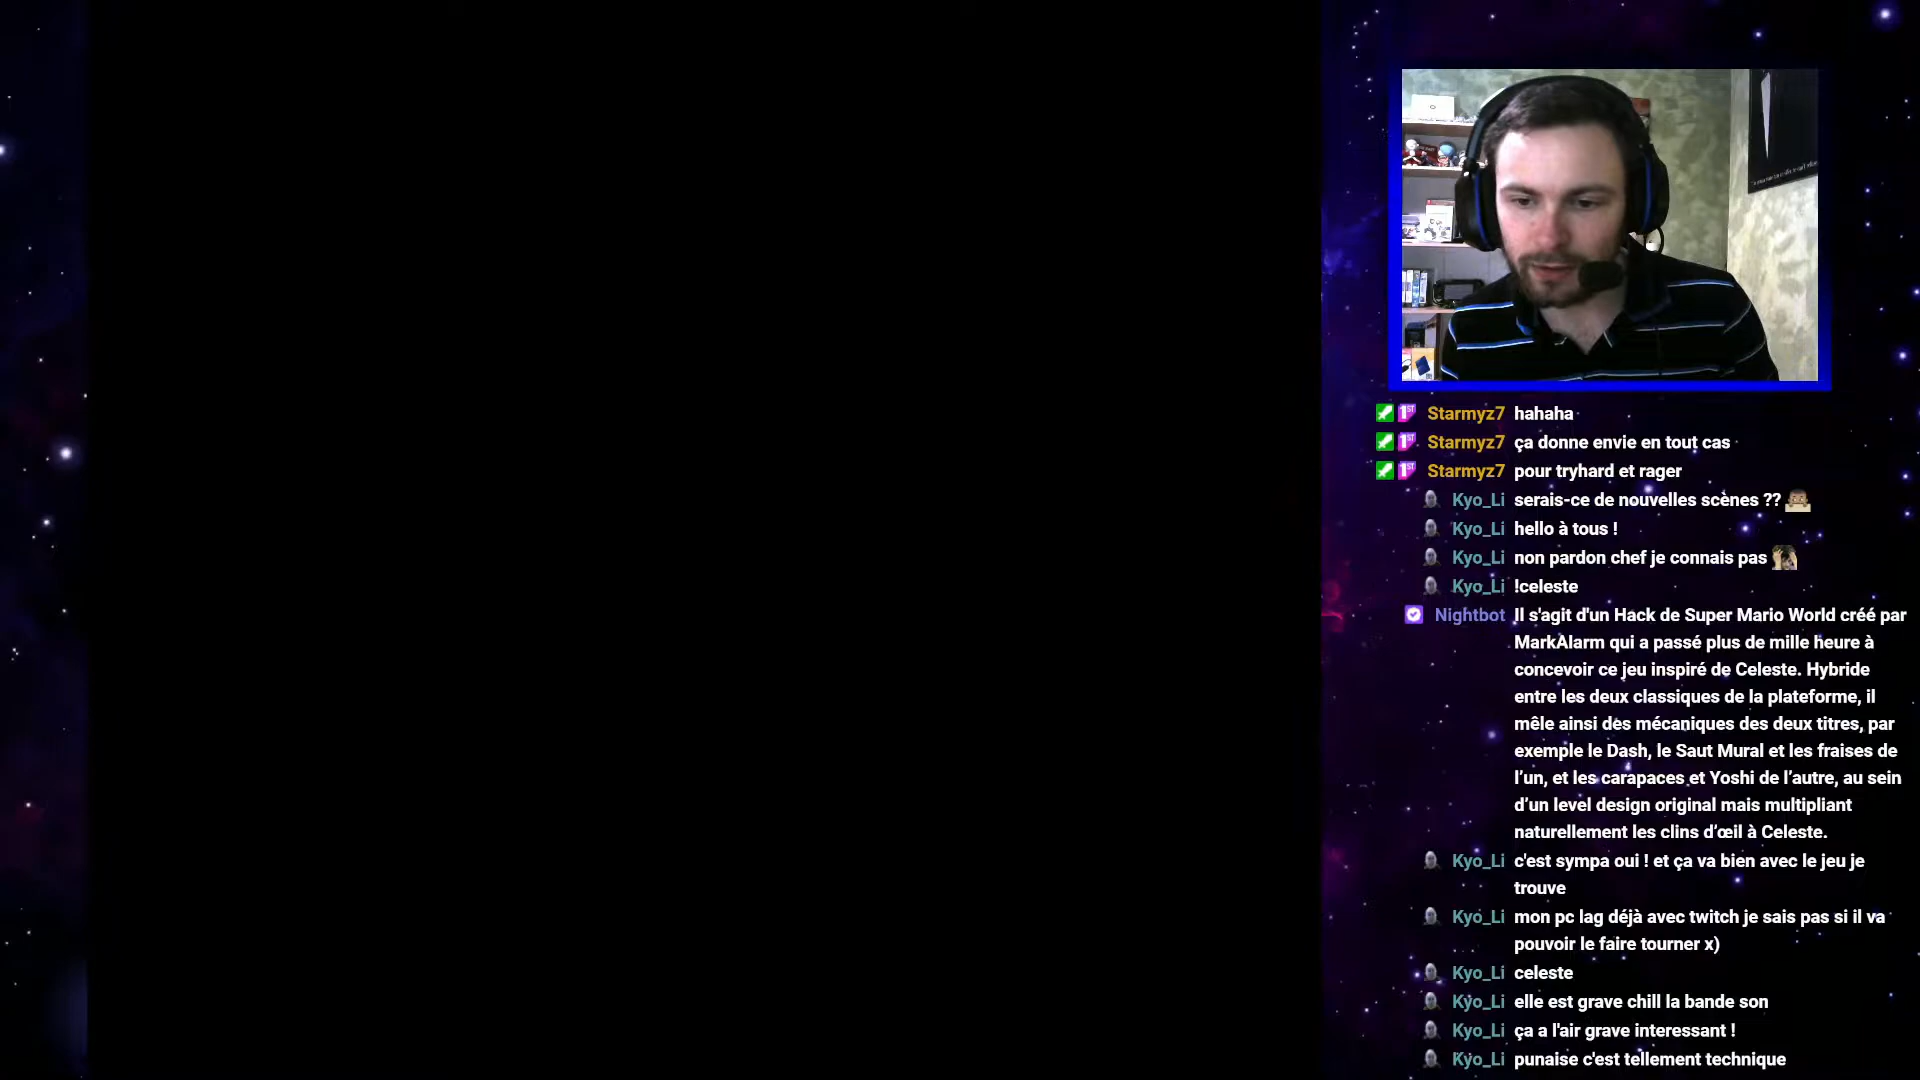 Starmyz7 hahaha
Starmyz7 ça donne envie en tout cas
Starmyz7 pour tryhard et rager
Kyo_Li serais-ce de nouvelles scènes ??
Kyo_Li hello à tous !
Kyo_Li non pardon chef je connais pas
Kyo_Li !celeste
Nightbot Il s'agit d'un Hack de Super Mario World créé par
MarkAlarm qui a passé plus de mille heure à
concevoir ce jeu inspiré de Celeste. Hybride
entre les deux classiques de la plateforme, il
mêle ainsi des mécaniques des deux titres, par
exemple le Dash, le Saut Mural et les fraises de
l'un, et les carapaces et Yoshi de l’autre, au sein
d’un level design original mais multipliant
naturellement les clins d’œil à Celeste.
Kyo_Li c'est sympa oui ! et ça va bien avec le jeu je
trouve
Kyo_Li mon pc lag déjà avec twitch je sais pas si il va
pouvoir le faire tourner x)
Kyo_Li celeste
Kyo_Li elle est grave chill la bande son
Kyo_Li ça a l'air grave interessant !
Kyo_Li punaise c'est tellement technique